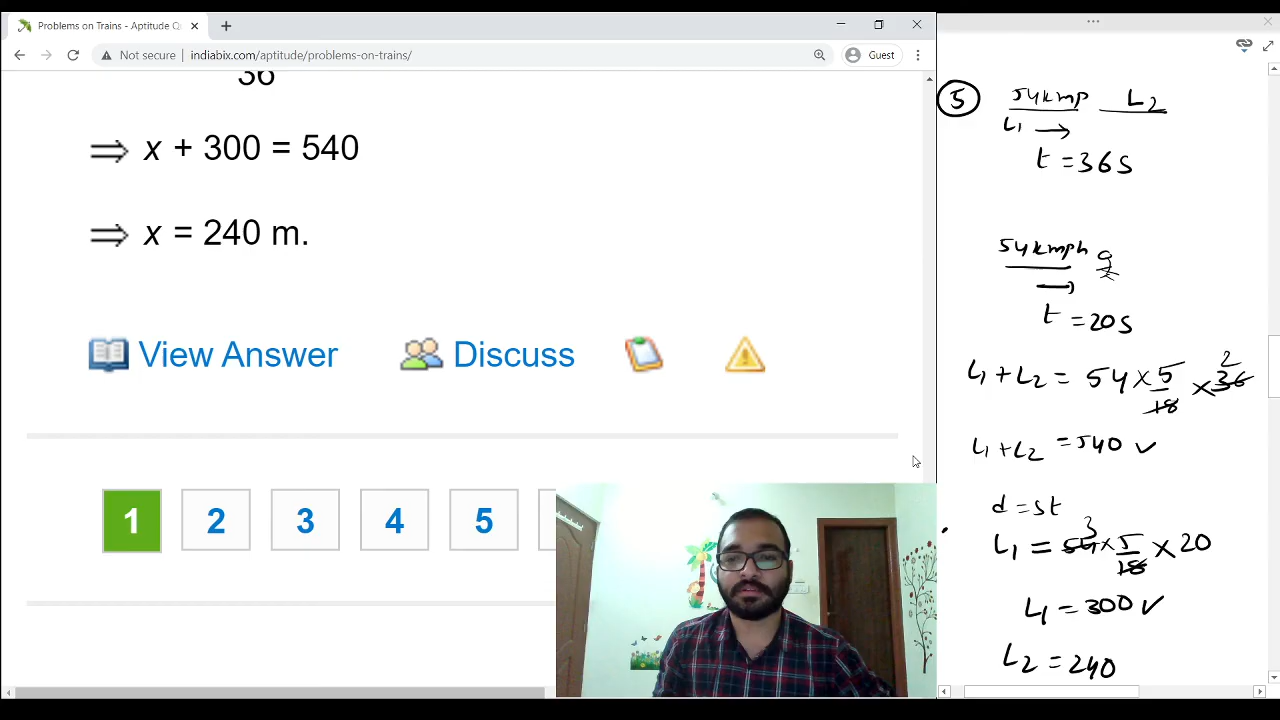 Problems on Trains - Aptitude Q
Not secure
indiabix.com/aptitude/problems-on-trains/
Guest
36
⟹ x + 300 = 540
⟹ x = 240 m.
View Answer
Discuss
1 2 3 4 5
5
54kmp L2
L1 →
t = 36s
54kmph
t = 20s
L1 + L2 = 54 × 5/18 × 36 2
L1 + L2 = 540 ✓
d = st
L1 = 54 3 × 5/18 × 20
L1 = 300 ✓
L2 = 240